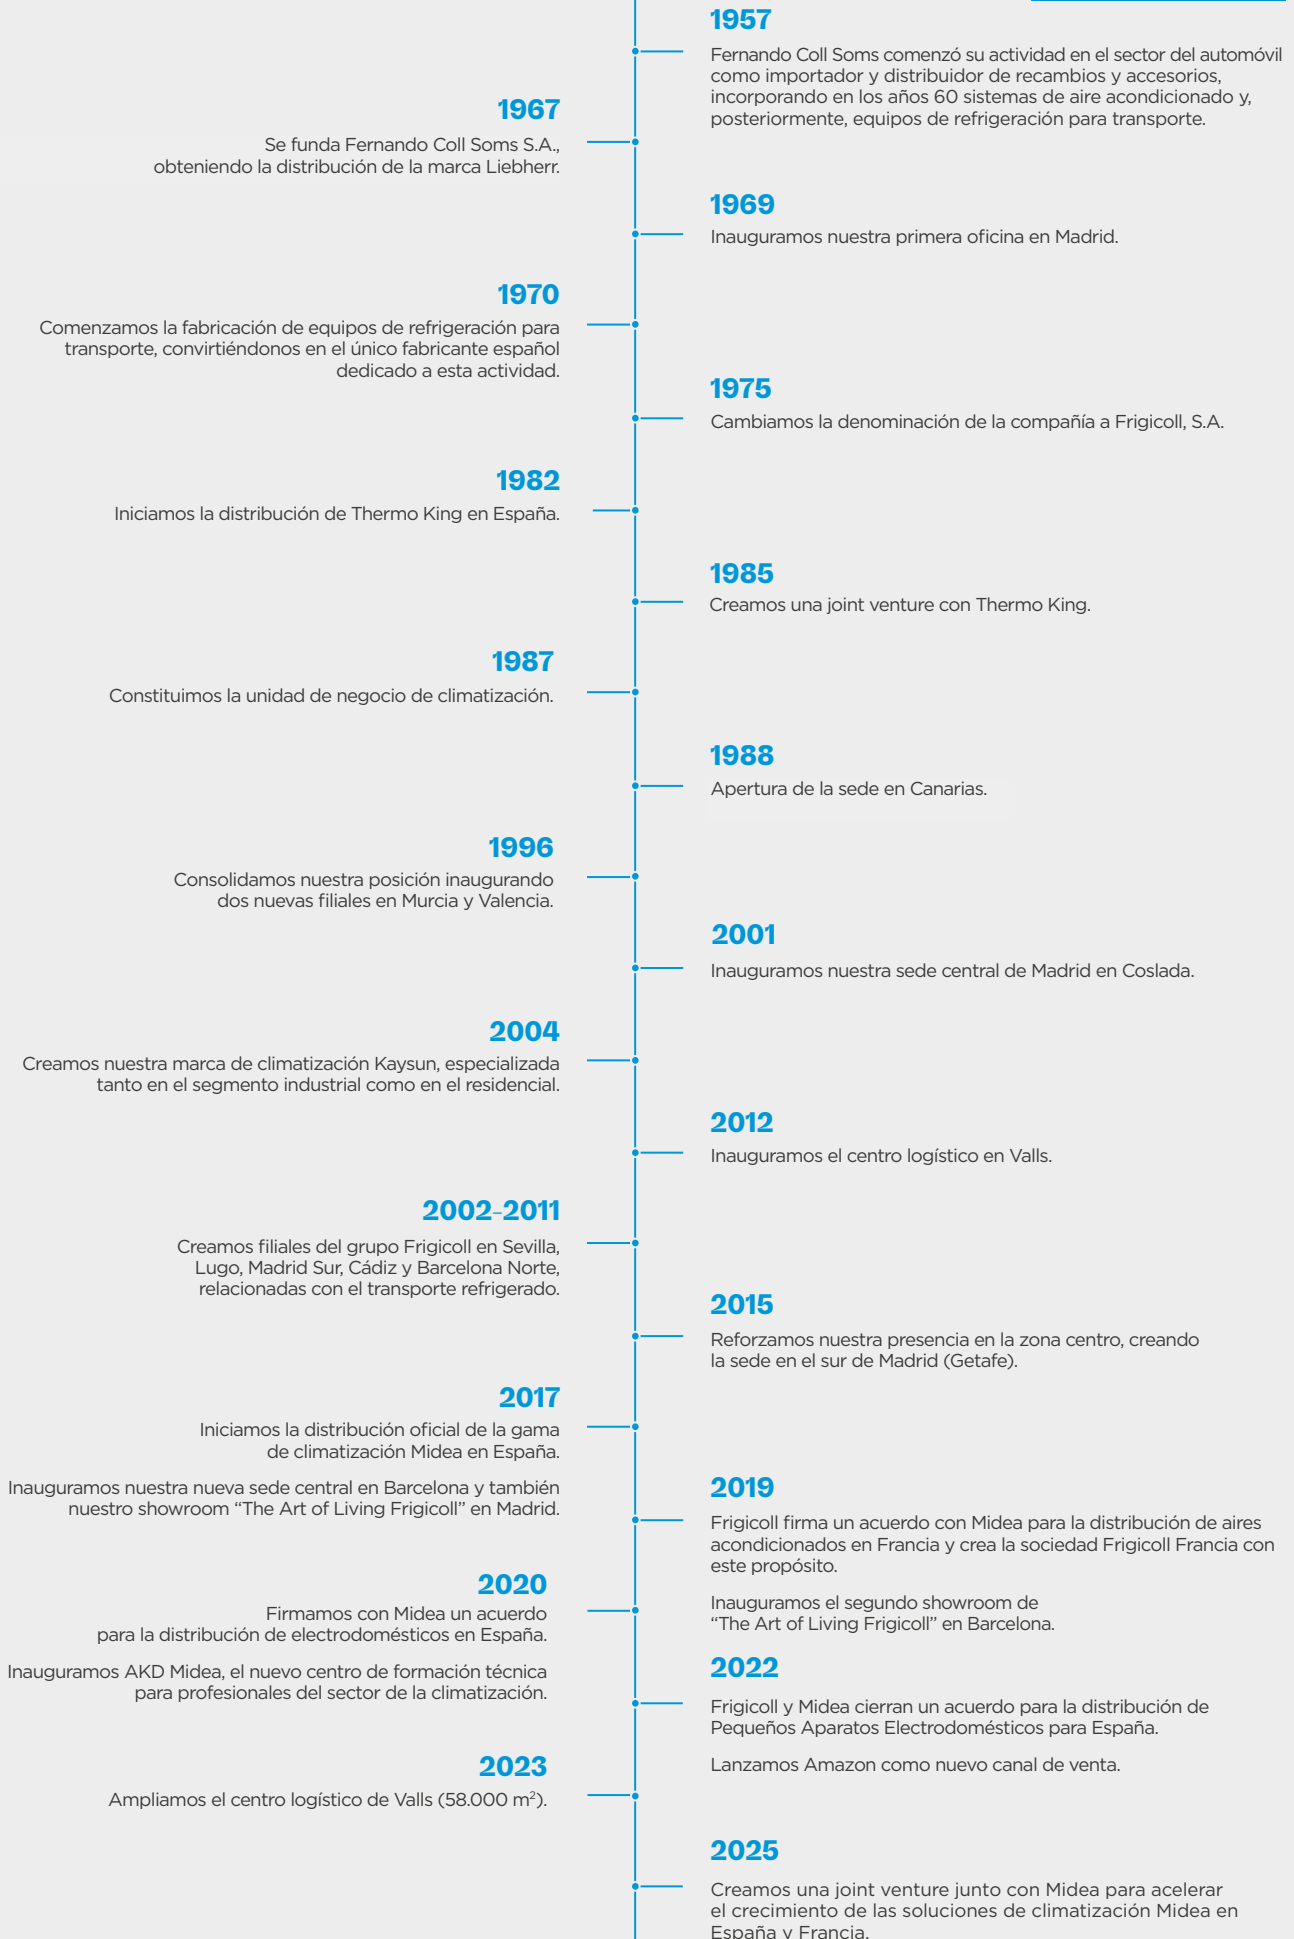 1957
Fernando Coll Soms comenzó su actividad en el sector del automóvil
como importador y distribuidor de recambios y accesorios,
incorporando en los años 60 sistemas de aire acondicionado y,
posteriormente, equipos de refrigeración para transporte.
1967
Se funda Fernando Coll Soms S.A.,
obteniendo la distribución de la marca Liebherr.
1969
Inauguramos nuestra primera oficina en Madrid.
1970
Comenzamos la fabricación de equipos de refrigeración para
transporte, convirtiéndonos en el único fabricante español
dedicado a esta actividad.
1975
Cambiamos la denominación de la compañía a Frigicoll, S.A.
1982
Iniciamos la distribución de Thermo King en España.
1985
Creamos una joint venture con Thermo King.
1987
Constituimos la unidad de negocio de climatización.
1988
Apertura de la sede en Canarias.
1996
Consolidamos nuestra posición inaugurando
dos nuevas filiales en Murcia y Valencia.
2001
Inauguramos nuestra sede central de Madrid en Coslada.
2004
Creamos nuestra marca de climatización Kaysun, especializada
tanto en el segmento industrial como en el residencial.
2012
Inauguramos el centro logístico en Valls.
2002-2011
Creamos filiales del grupo Frigicoll en Sevilla,
Lugo, Madrid Sur, Cádiz y Barcelona Norte,
relacionadas con el transporte refrigerado.
2015
Reforzamos nuestra presencia en la zona centro, creando
la sede en el sur de Madrid (Getafe).
2017
Iniciamos la distribución oficial de la gama
de climatización Midea en España.
Inauguramos nuestra nueva sede central en Barcelona y también
nuestro showroom “The Art of Living Frigicoll” en Madrid.
2019
Frigicoll firma un acuerdo con Midea para la distribución de aires
acondicionados en Francia y crea la sociedad Frigicoll Francia con
este propósito.
Inauguramos el segundo showroom de
“The Art of Living Frigicoll” en Barcelona.
2020
Firmamos con Midea un acuerdo
para la distribución de electrodomésticos en España.
Inauguramos AKD Midea, el nuevo centro de formación técnica
para profesionales del sector de la climatización.
2022
Frigicoll y Midea cierran un acuerdo para la distribución de
Pequeños Aparatos Electrodomésticos para España.
Lanzamos Amazon como nuevo canal de venta.
2023
Ampliamos el centro logístico de Valls (58.000 m²).
2025
Creamos una joint venture junto con Midea para acelerar
el crecimiento de las soluciones de climatización Midea en
España y Francia.